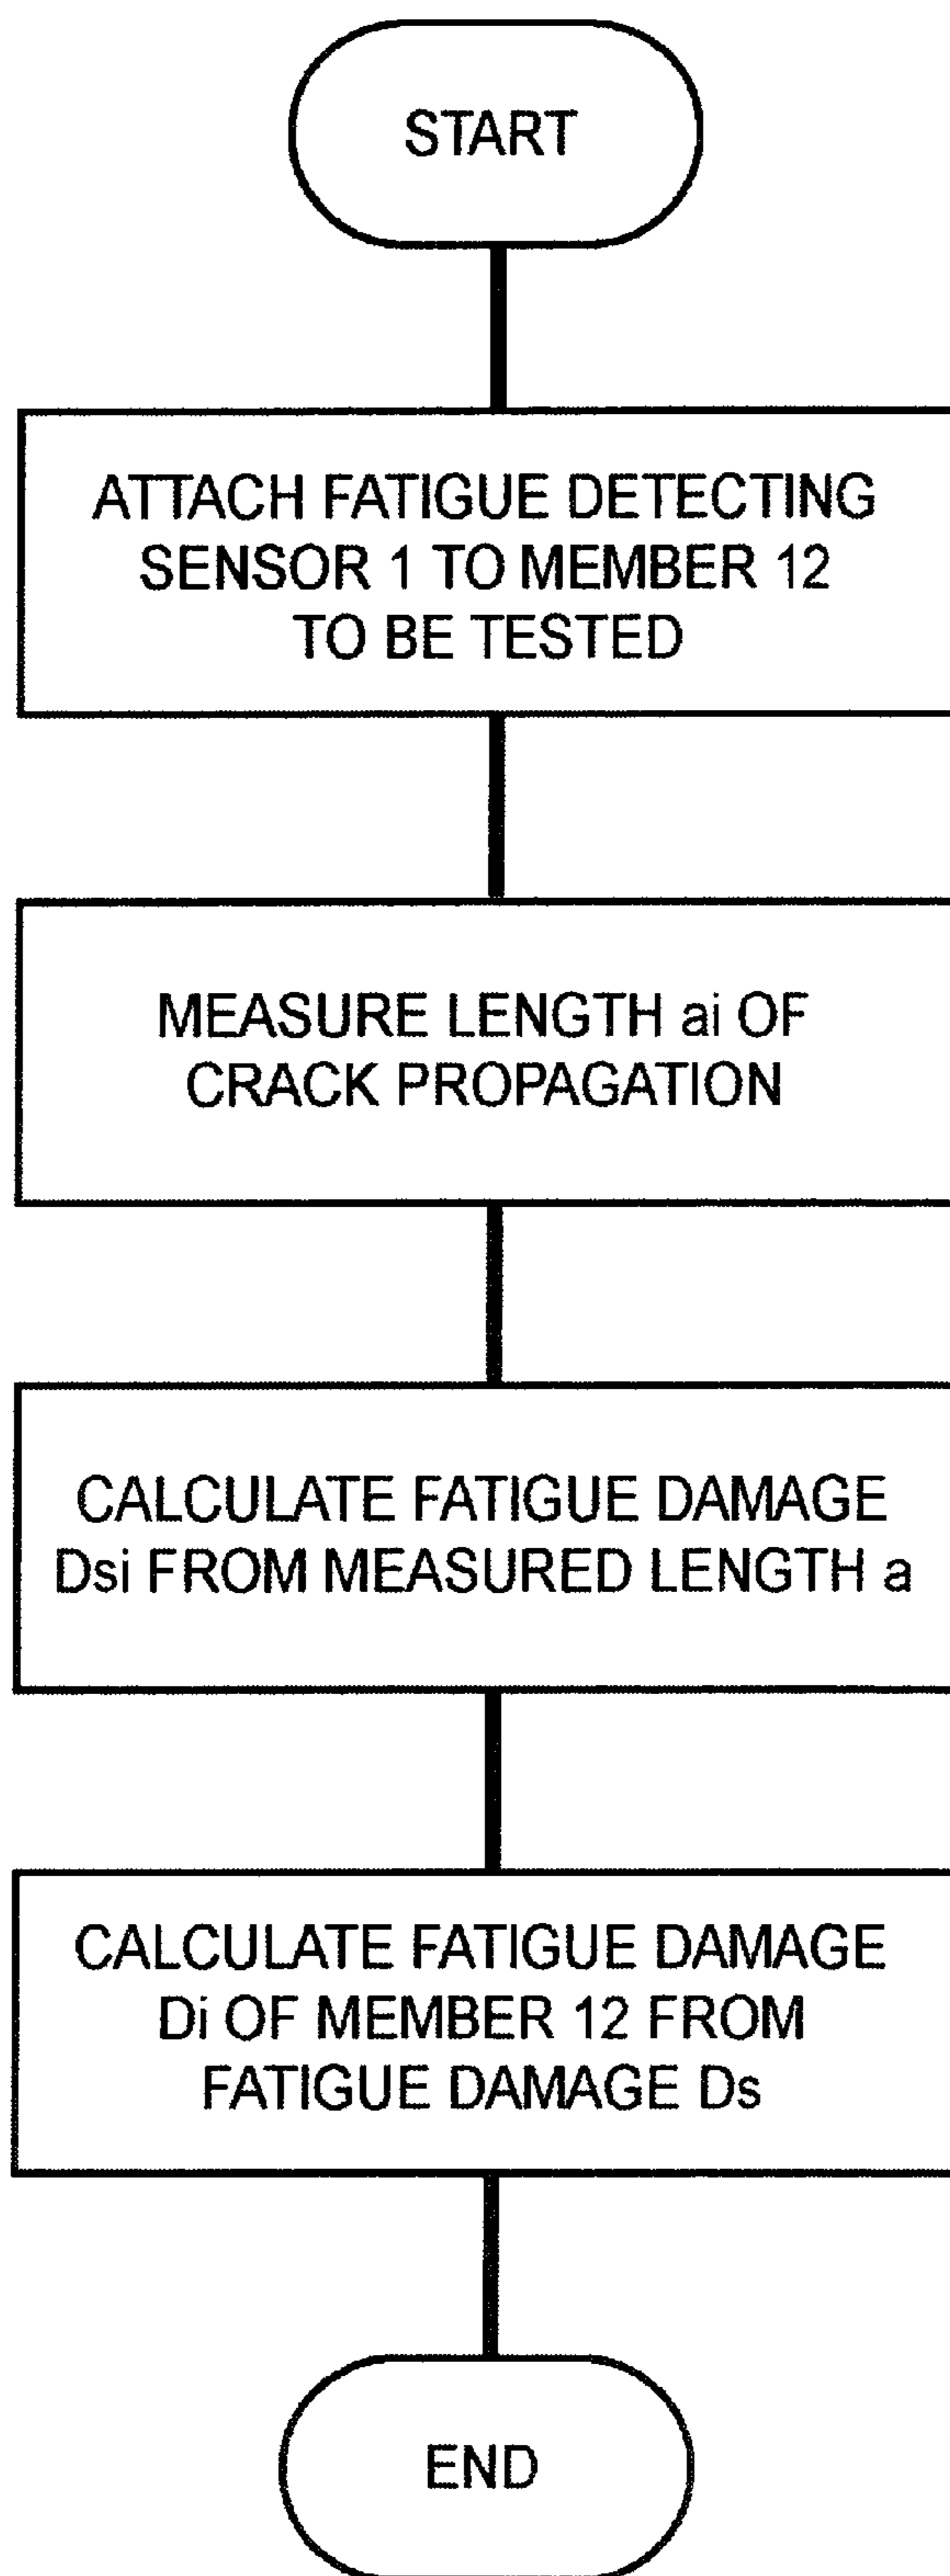 START
ATTACH FATIGUE DETECTING
SENSOR 1 TO MEMBER 12
TO BE TESTED
MEASURE LENGTH ai OF
CRACK PROPAGATION
CALCULATE FATIGUE DAMAGE
Dsi FROM MEASURED LENGTH a
CALCULATE FATIGUE DAMAGE
Di OF MEMBER 12 FROM
FATIGUE DAMAGE Ds
END